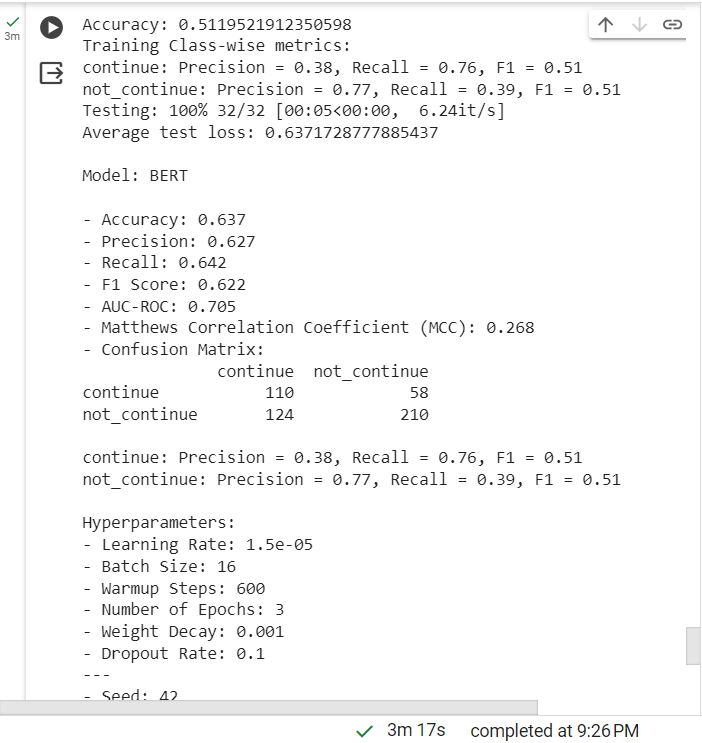 3m
Accuracy: 0.5119521912350598
Training Class-wise metrics:
continue: Precision = 0.38, Recall = 0.76, F1 = 0.51
not_continue: Precision = 0.77, Recall = 0.39, F1 = 0.51
Testing: 100% 32/32 [00:05<00:00,  6.24it/s]
Average test loss: 0.6371728777885437
Model: BERT
- Accuracy: 0.637
- Precision: 0.627
- Recall: 0.642
- F1 Score: 0.622
- AUC-ROC: 0.705
- Matthews Correlation Coefficient (MCC): 0.268
- Confusion Matrix:
continue  not_continue
continue 110 58
not_continue 124 210
continue: Precision = 0.38, Recall = 0.76, F1 = 0.51
not_continue: Precision = 0.77, Recall = 0.39, F1 = 0.51
Hyperparameters:
- Learning Rate: 1.5e-05
- Batch Size: 16
- Warmup Steps: 600
- Number of Epochs: 3
- Weight Decay: 0.001
- Dropout Rate: 0.1
---
- Seed: 42
3m 17s completed at 9:26 PM